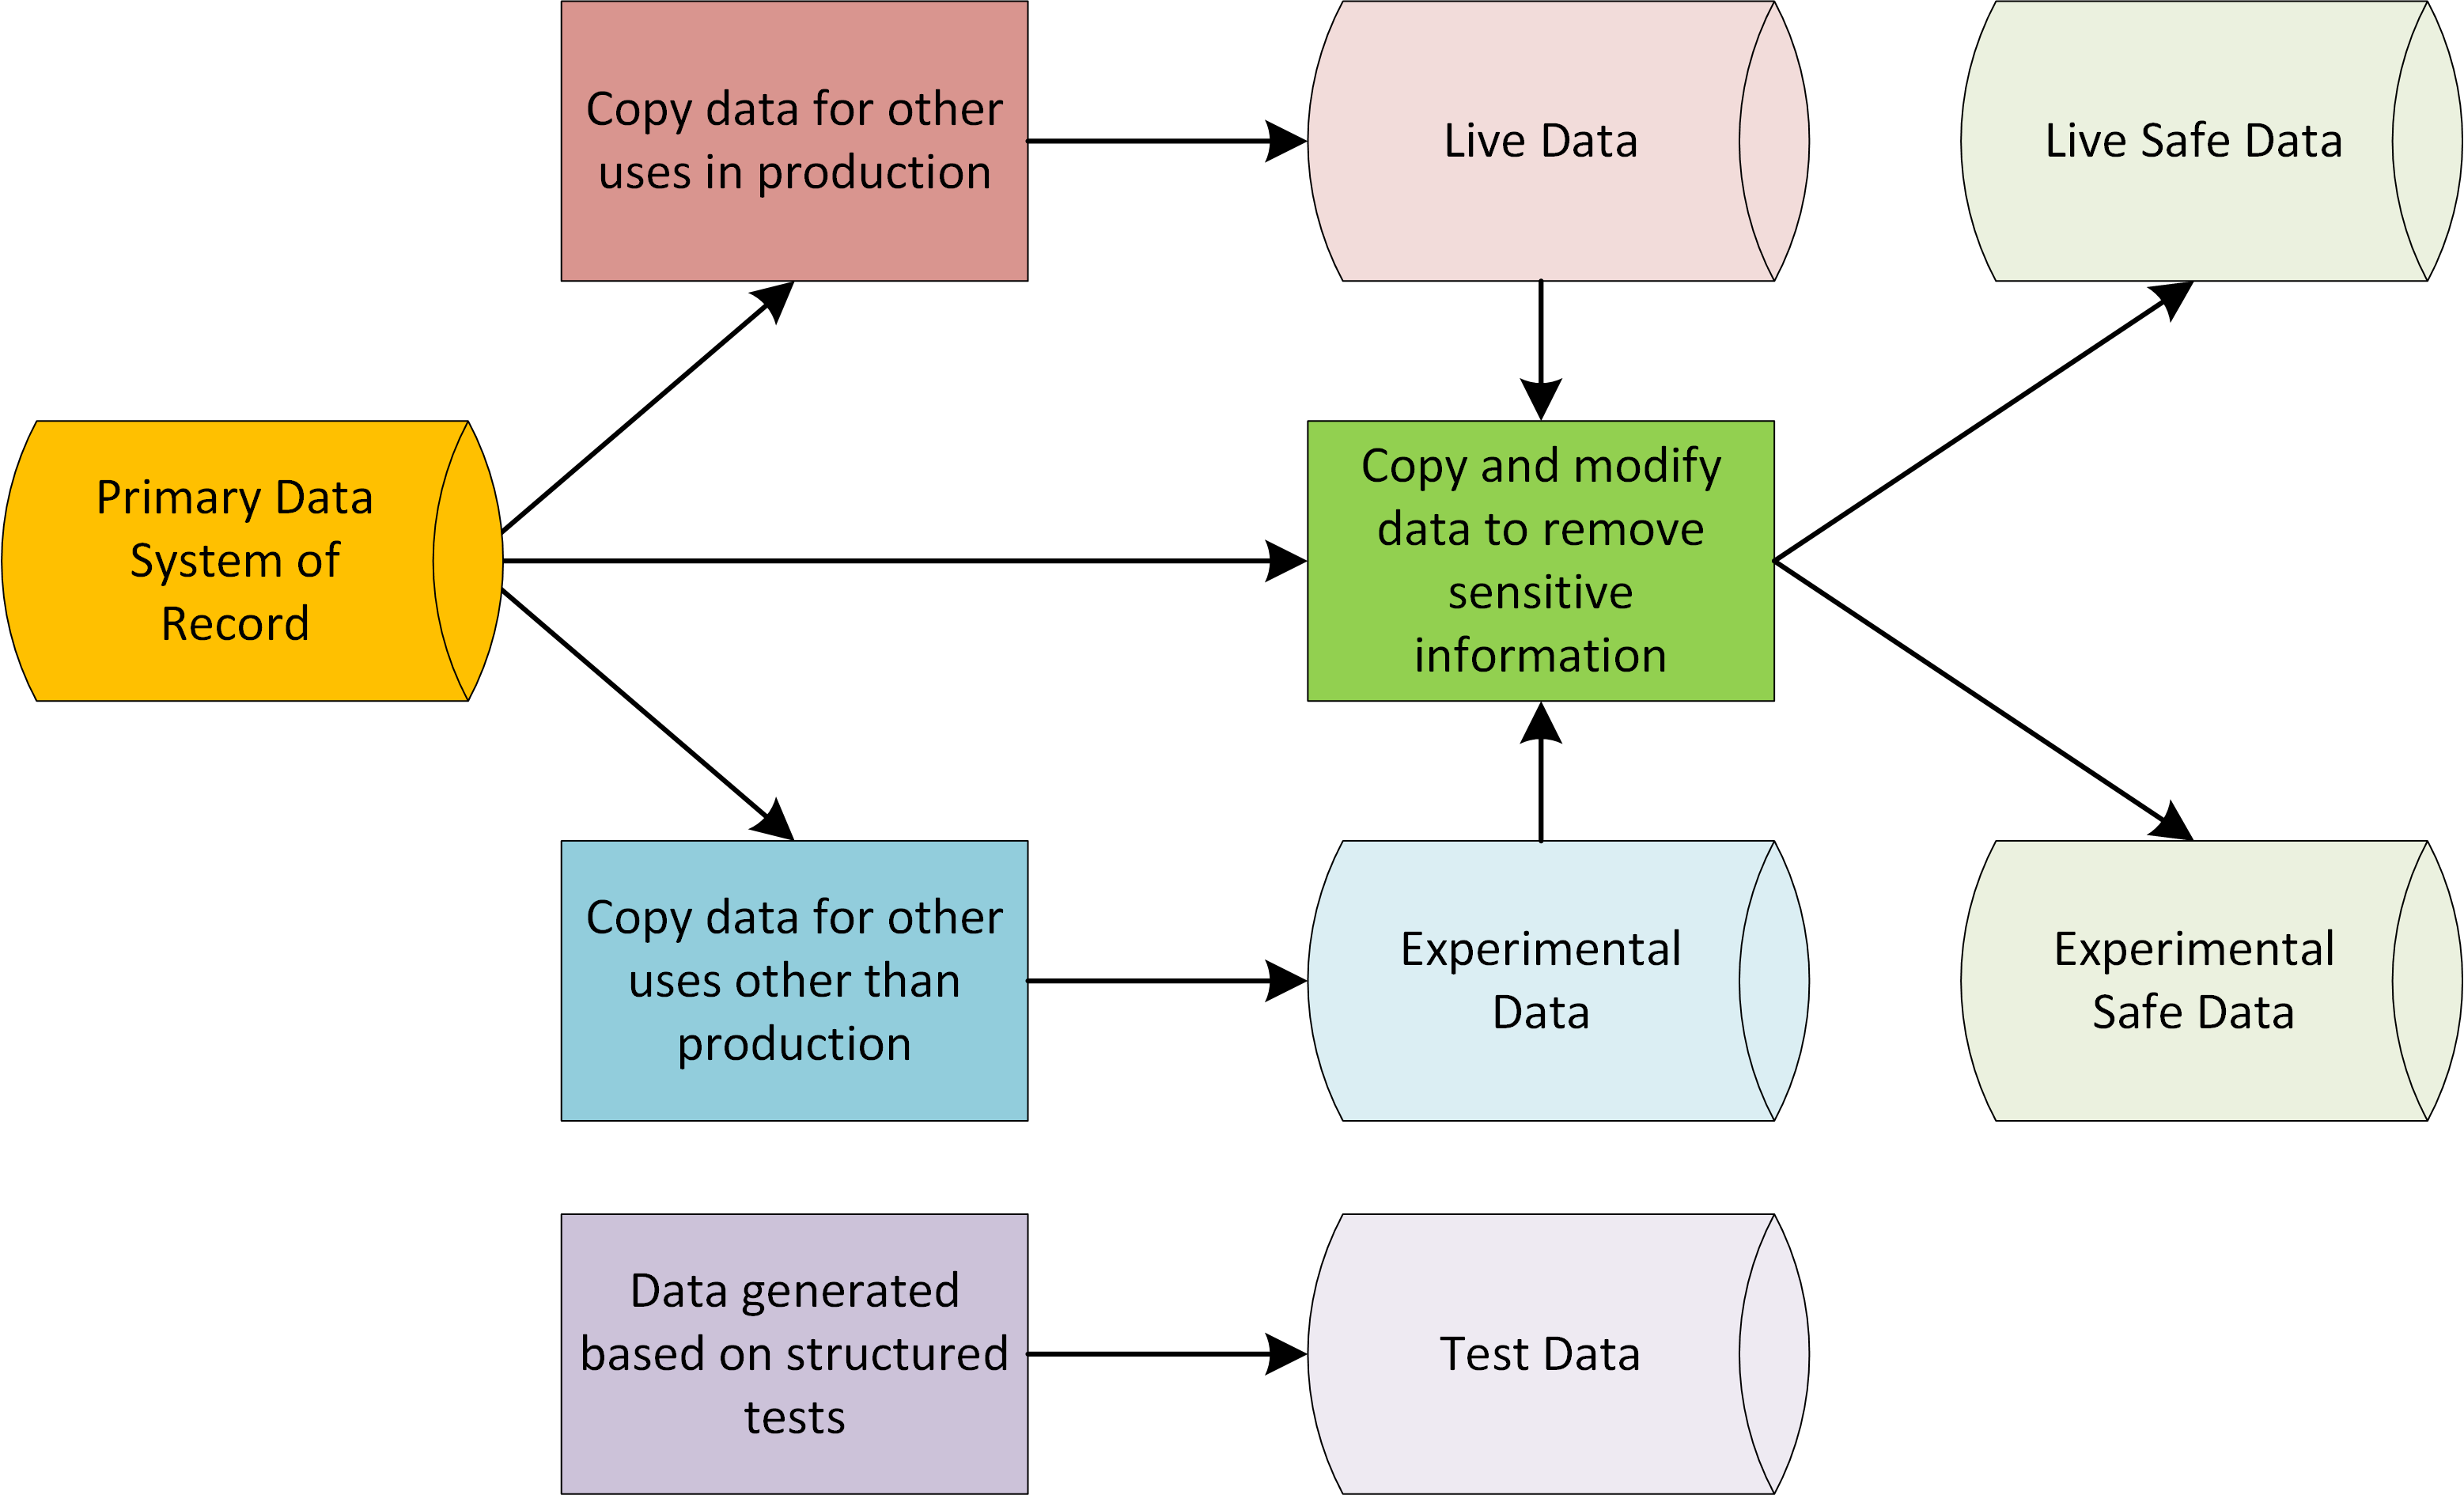 Copy data for other
uses in production
Live Data
Live Safe Data
Primary Data
System of
Record
Copy and modify
data to remove
sensitive
information
Copy data for other
uses other than
production
Experimental
Data
Experimental
Safe Data
Data generated
based on structured
tests
Test Data